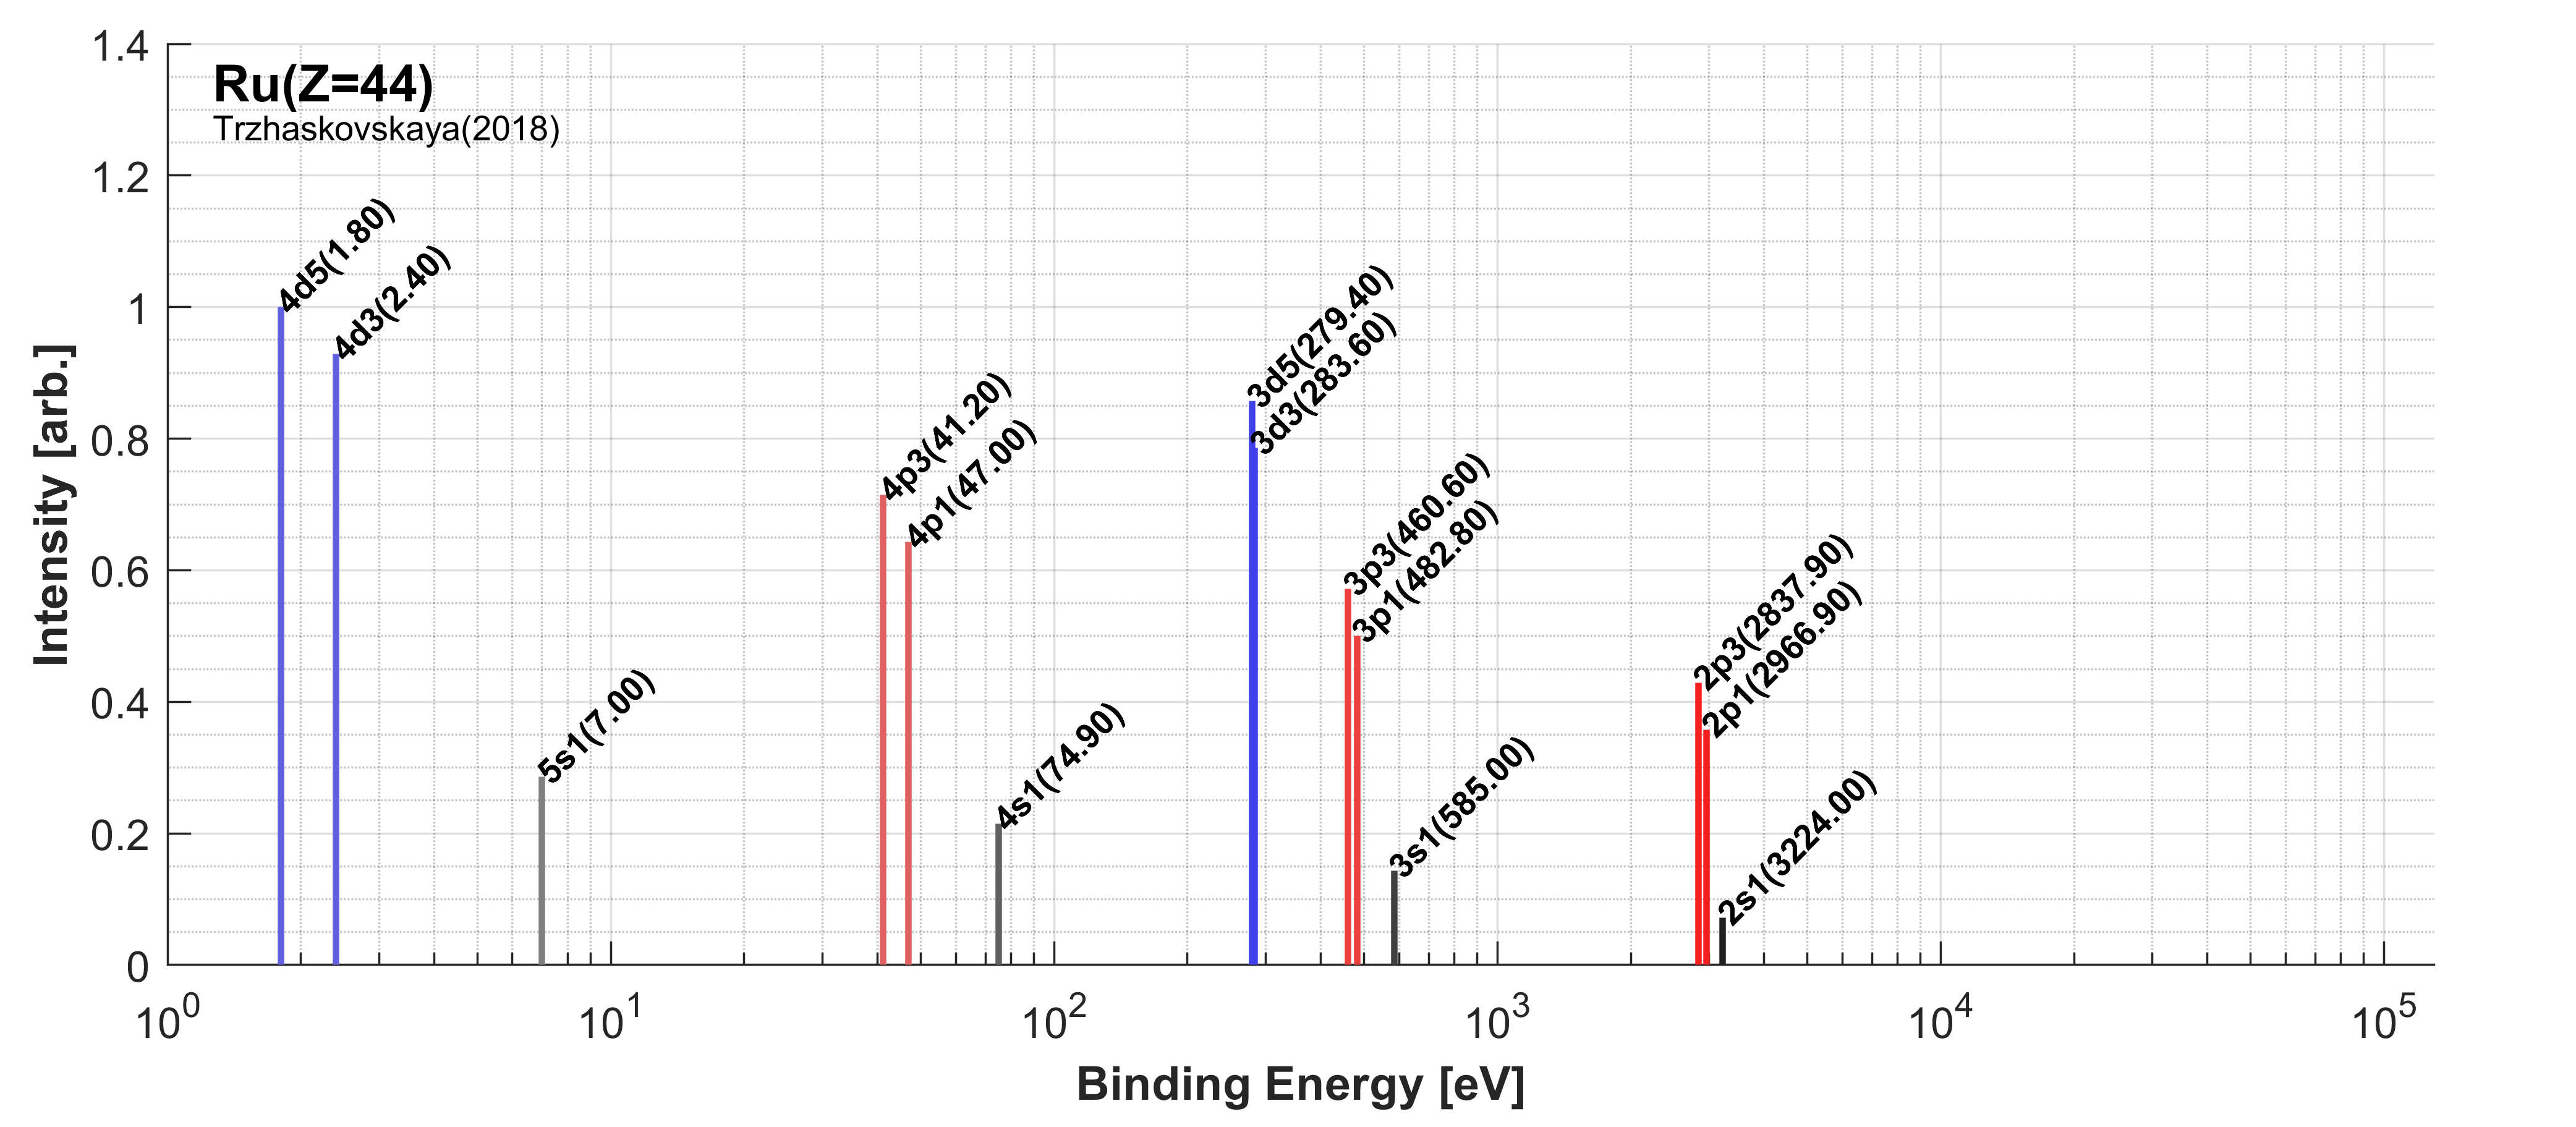 Ru(Z=44)
Trzhaskovskaya(2018)
Intensity [arb.]
1.4
1.2
1
0.8
0.6
0.4
0.2
0
4d5(1.80)
4d3(2.40)
5s1(7.00)
4p3(41.20)
4p1(47.00)
4s1(74.90)
3d5(279.40)
3d3(283.60)
3p3(460.60)
3p1(482.80)
3s1(585.00)
2p3(2837.90)
2p1(2966.90)
2s1(3224.00)
10^0
10^1
10^2
10^3
10^4
10^5
Binding Energy [eV]